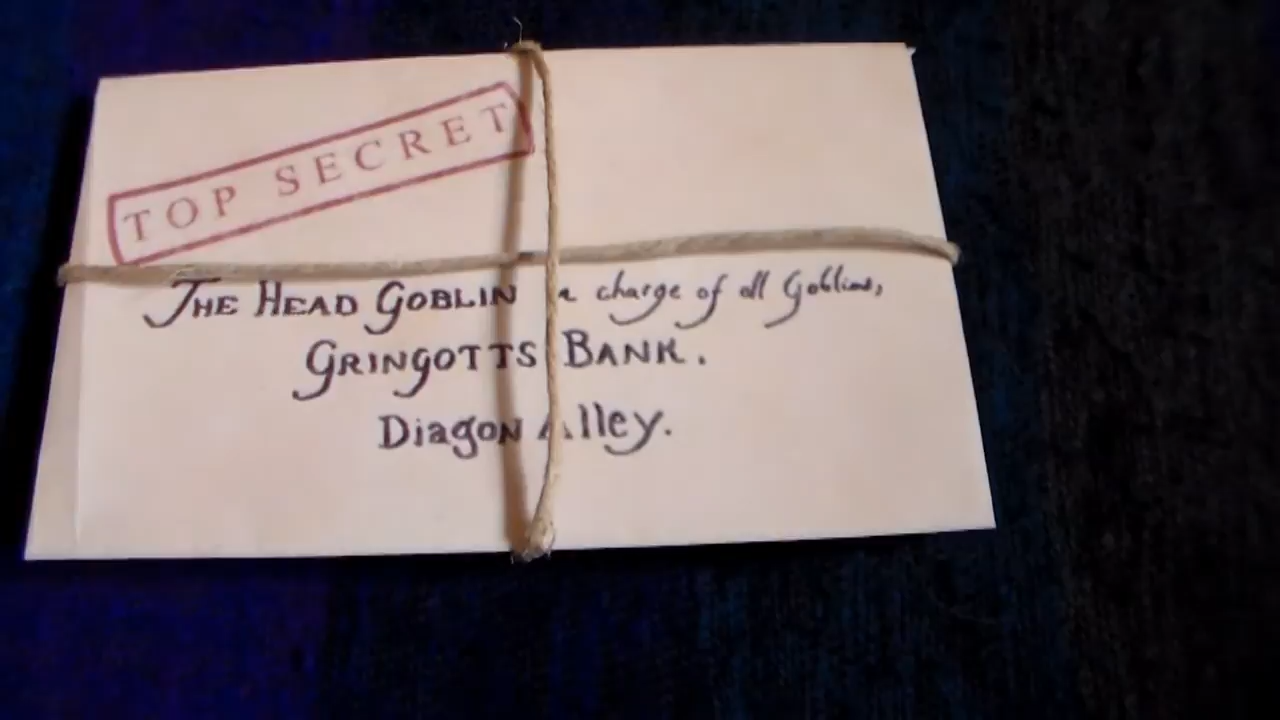 TOP SECRET
THE HEAD GOBLIN charge of all Goblins,
GRINGOTTS BANK.
Diagon Alley.